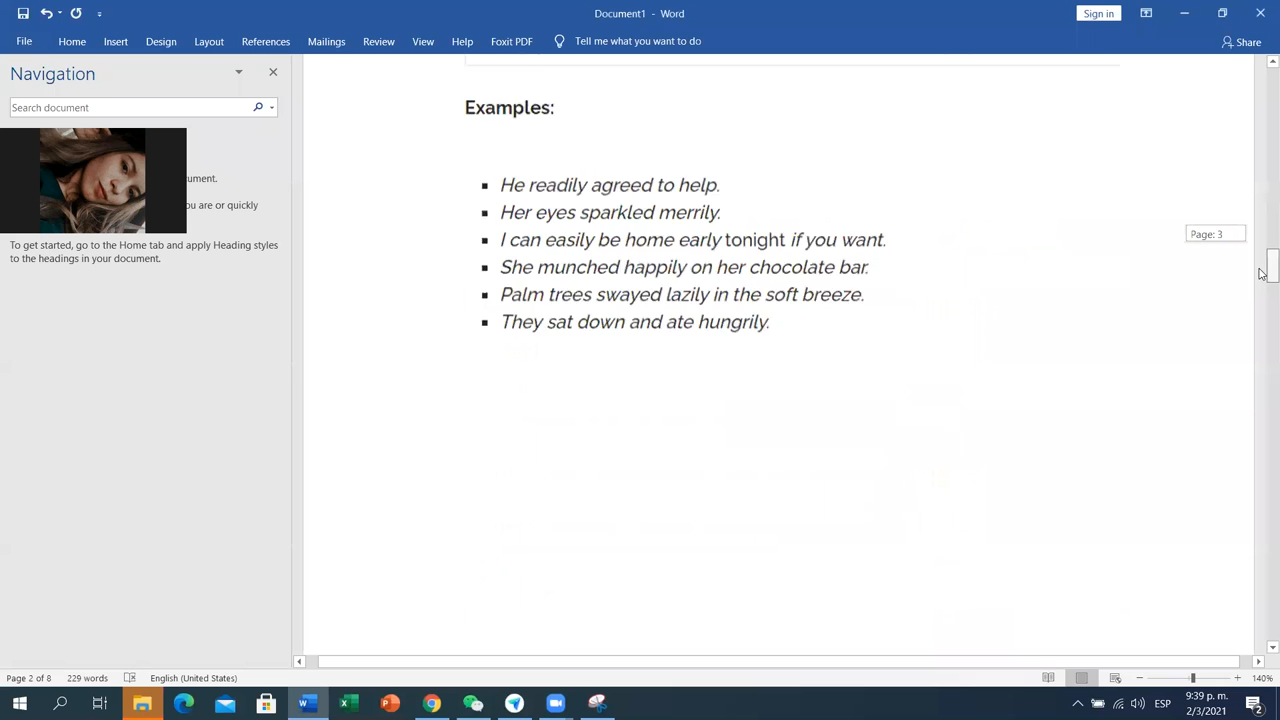 Document1 - Word
Sign in
File Home Insert Design Layout References Mailings Review View Help Foxit PDF Tell me what you want to do Share
Navigation
Search document
Examples:
ument.
ou are or quickly
To get started, go to the Home tab and apply Heading styles
to the headings in your document.
▪ He readily agreed to help.
▪ Her eyes sparkled merrily.
▪ I can easily be home early tonight if you want.
▪ She munched happily on her chocolate bar.
▪ Palm trees swayed lazily in the soft breeze.
▪ They sat down and ate hungrily.
Page: 3
Page 2 of 8 229 words English (United States) 140%
ESP
9:39 p. m.
2/3/2021
2